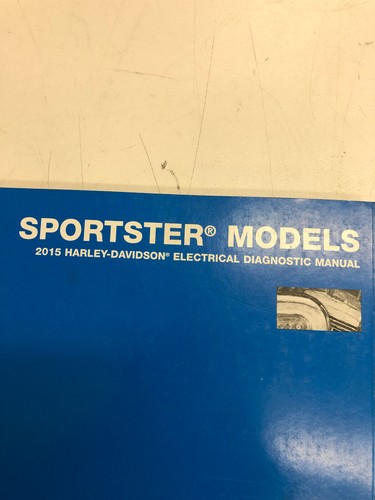 SPORTSTER® MODELS
2015 HARLEY-DAVIDSON® ELECTRICAL DIAGNOSTIC MANUAL